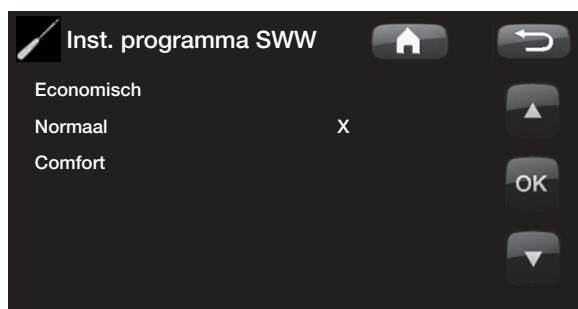 Inst. programma SWW
Economisch
Normaal X
Comfort
OK